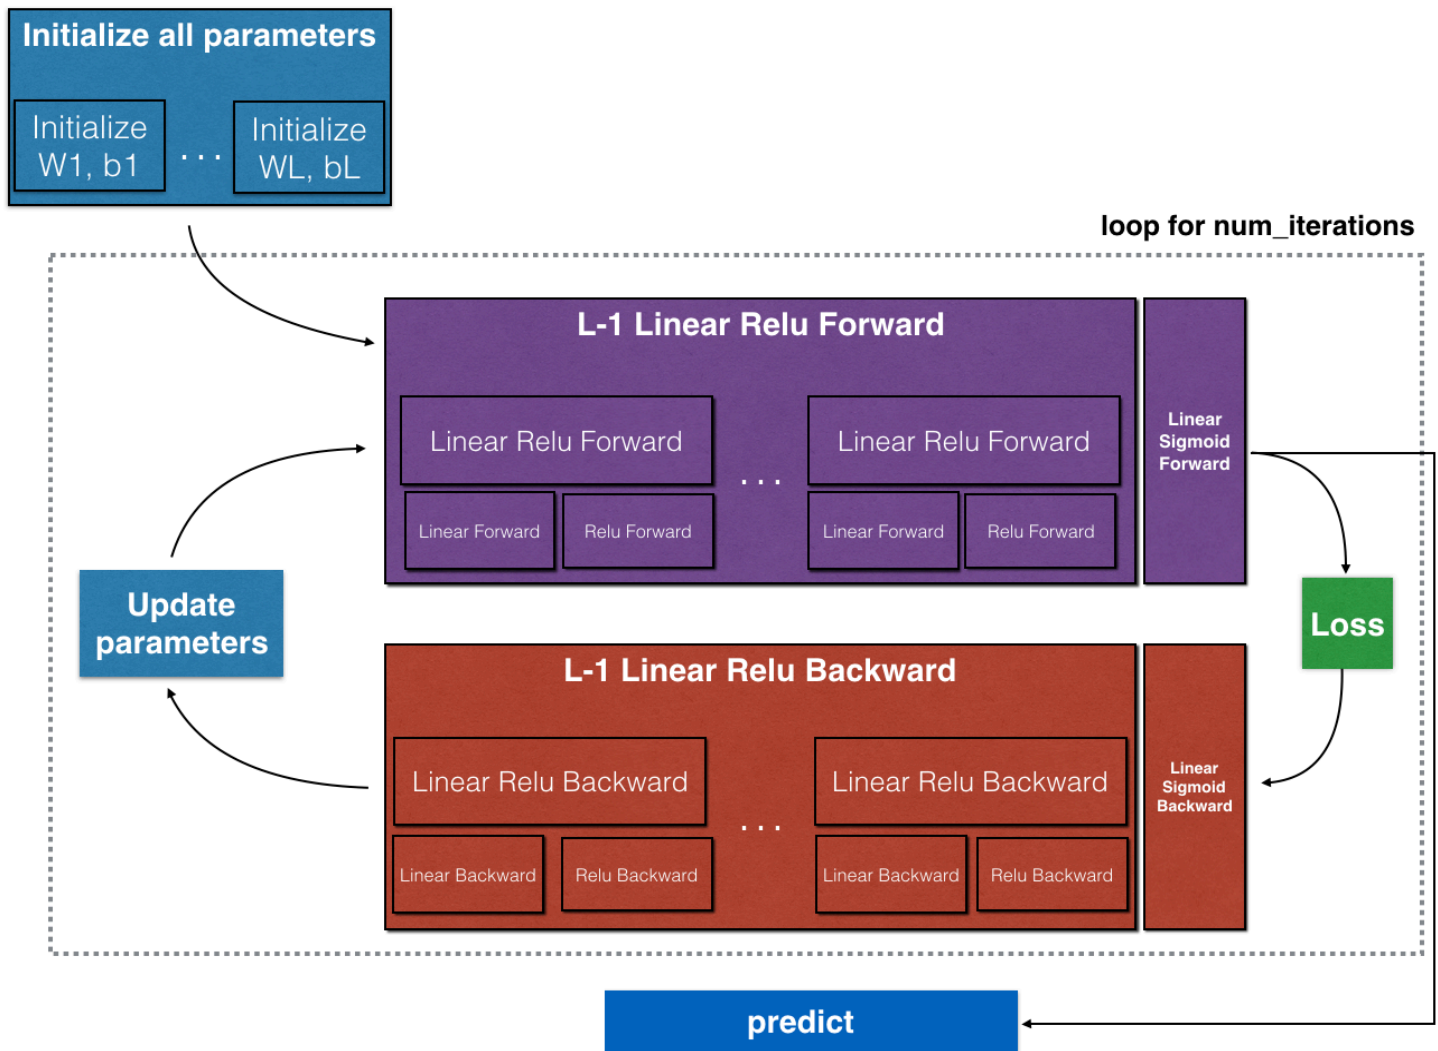 Initialize all parameters
Initialize
W1, b1
. . .
Initialize
WL, bL
loop for num_iterations
L-1 Linear Relu Forward
Linear Relu Forward
Linear Forward
Relu Forward
. . .
Linear Relu Forward
Linear Forward
Relu Forward
Linear
Sigmoid
Forward
Update
parameters
Loss
L-1 Linear Relu Backward
Linear Relu Backward
Linear Backward
Relu Backward
. . .
Linear Relu Backward
Linear Backward
Relu Backward
Linear
Sigmoid
Backward
predict